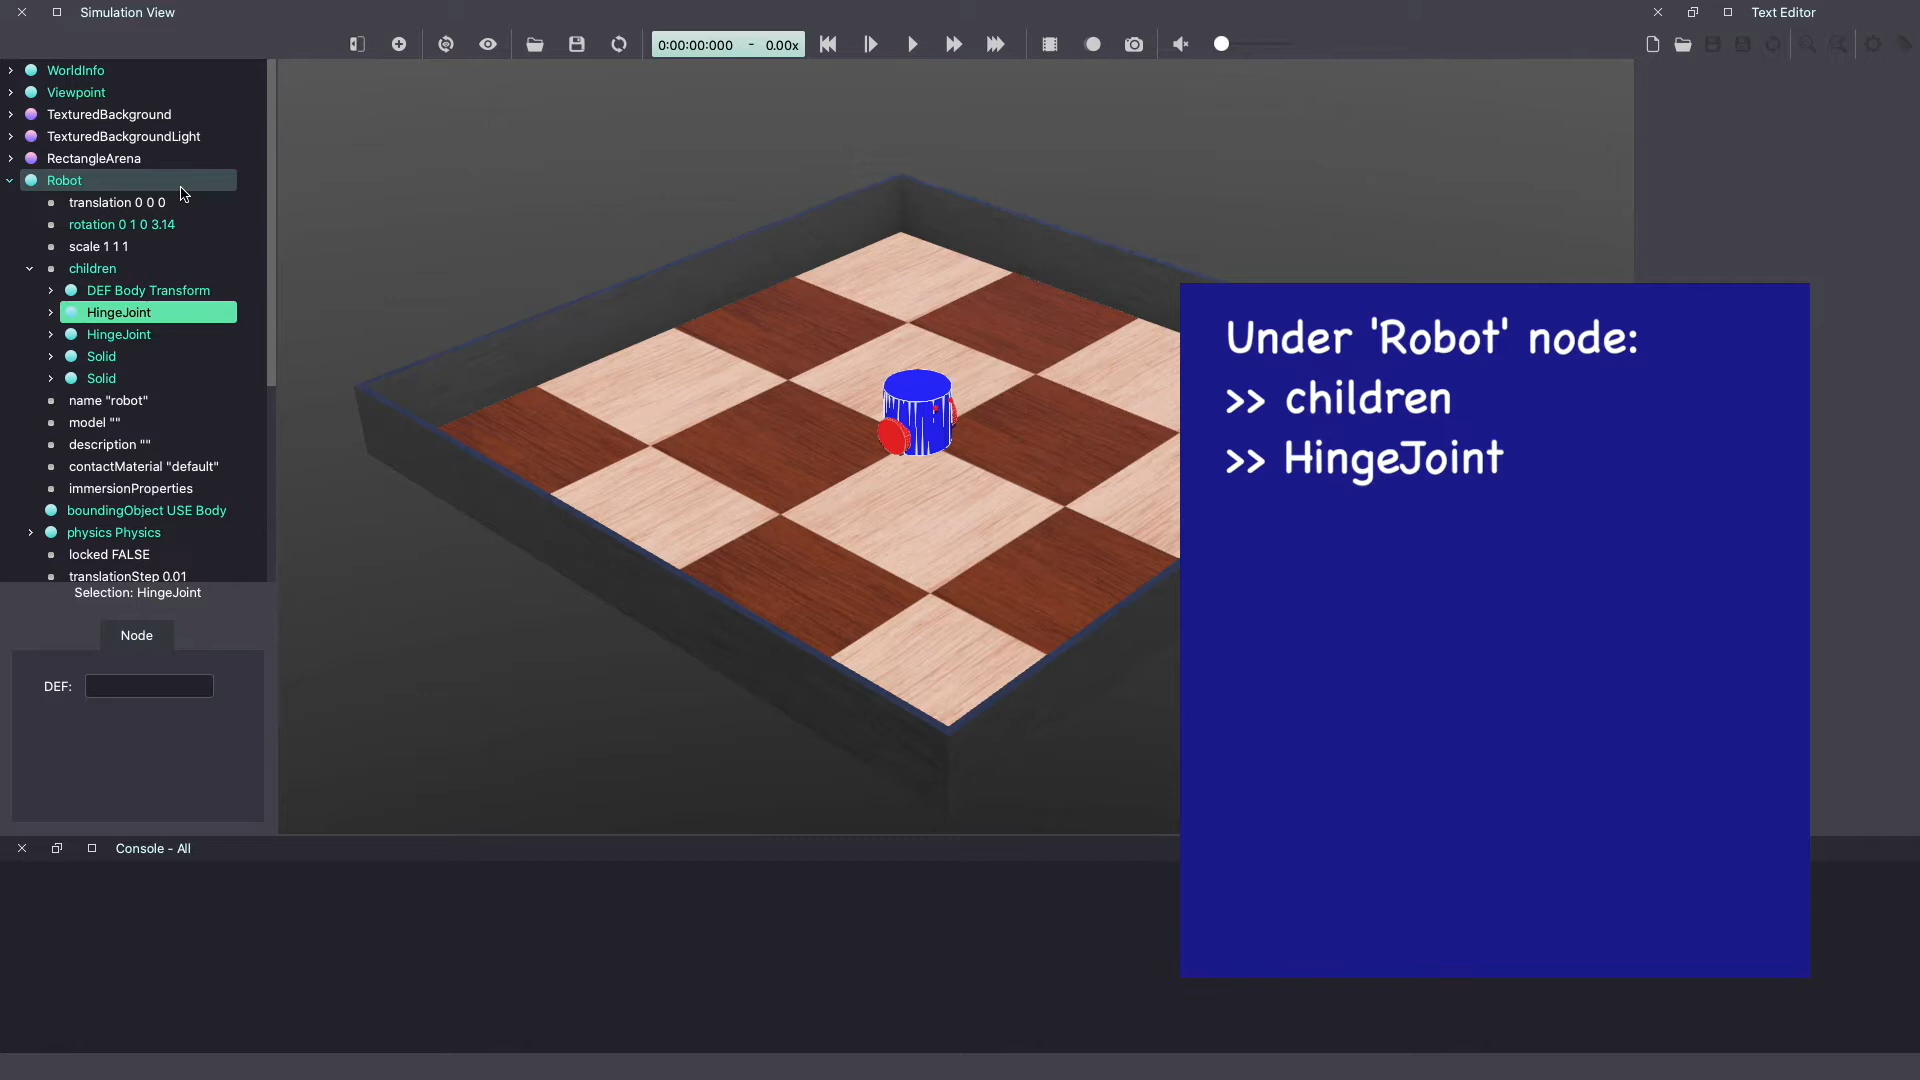 Simulation View
Text Editor
0:00:00:000 - 0.00x
WorldInfo
Viewpoint
TexturedBackground
TexturedBackgroundLight
RectangleArena
Robot
translation 0 0 0
rotation 0 1 0 3.14
scale 1 1 1
children
DEF Body Transform
HingeJoint
HingeJoint
Solid
Solid
name "robot"
model ""
description ""
contactMaterial "default"
immersionProperties
boundingObject USE Body
physics Physics
locked FALSE
translationStep 0.01
Selection: HingeJoint
Node
DEF:
Console - All
Under 'Robot' node:
>> children
>> HingeJoint